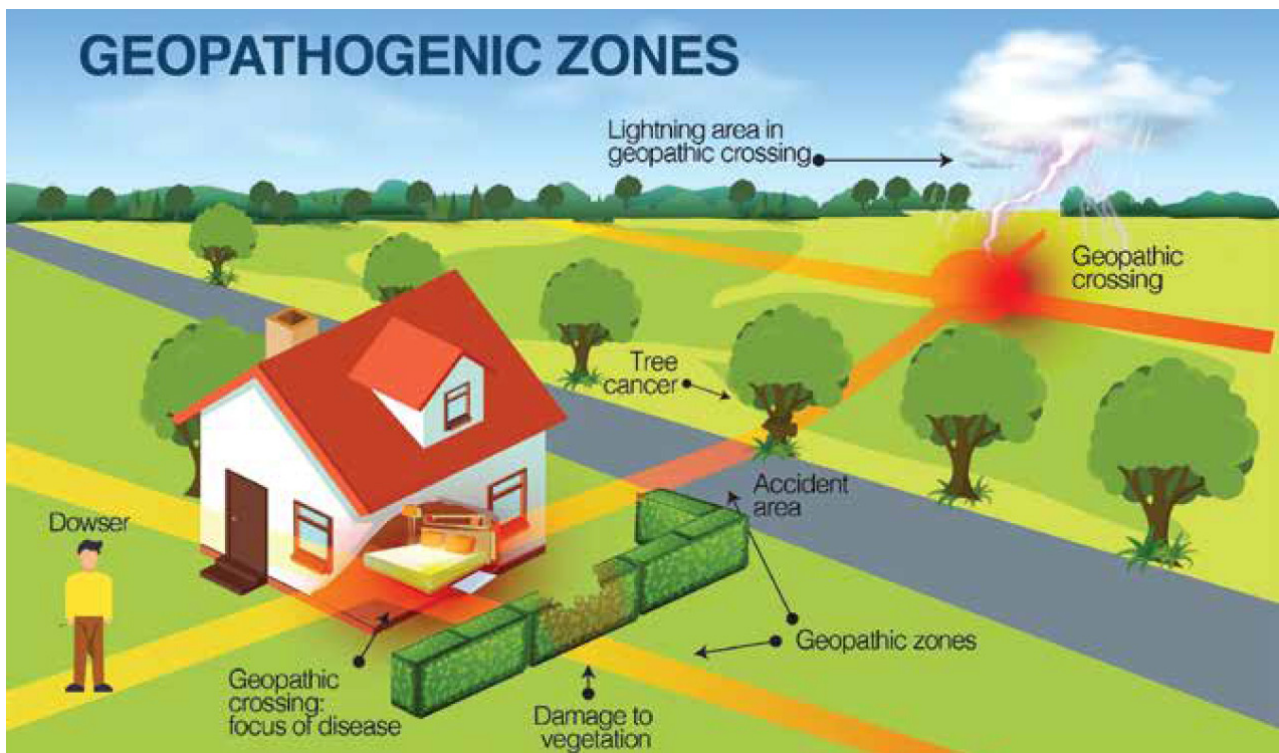 GEOPATHOGENIC ZONES
Lightning area in
geopathic crossing
Geopathic
crossing
Tree
cancer
Accident
area
Dowser
Geopathic zones
Geopathic
crossing:
focus of disease
Damage to
vegetation